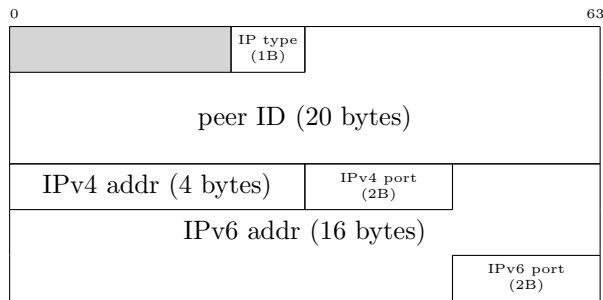 0
63
IP type
(1B)
peer ID (20 bytes)
IPv4 addr (4 bytes)
IPv4 port
(2B)
IPv6 addr (16 bytes)
IPv6 port
(2B)